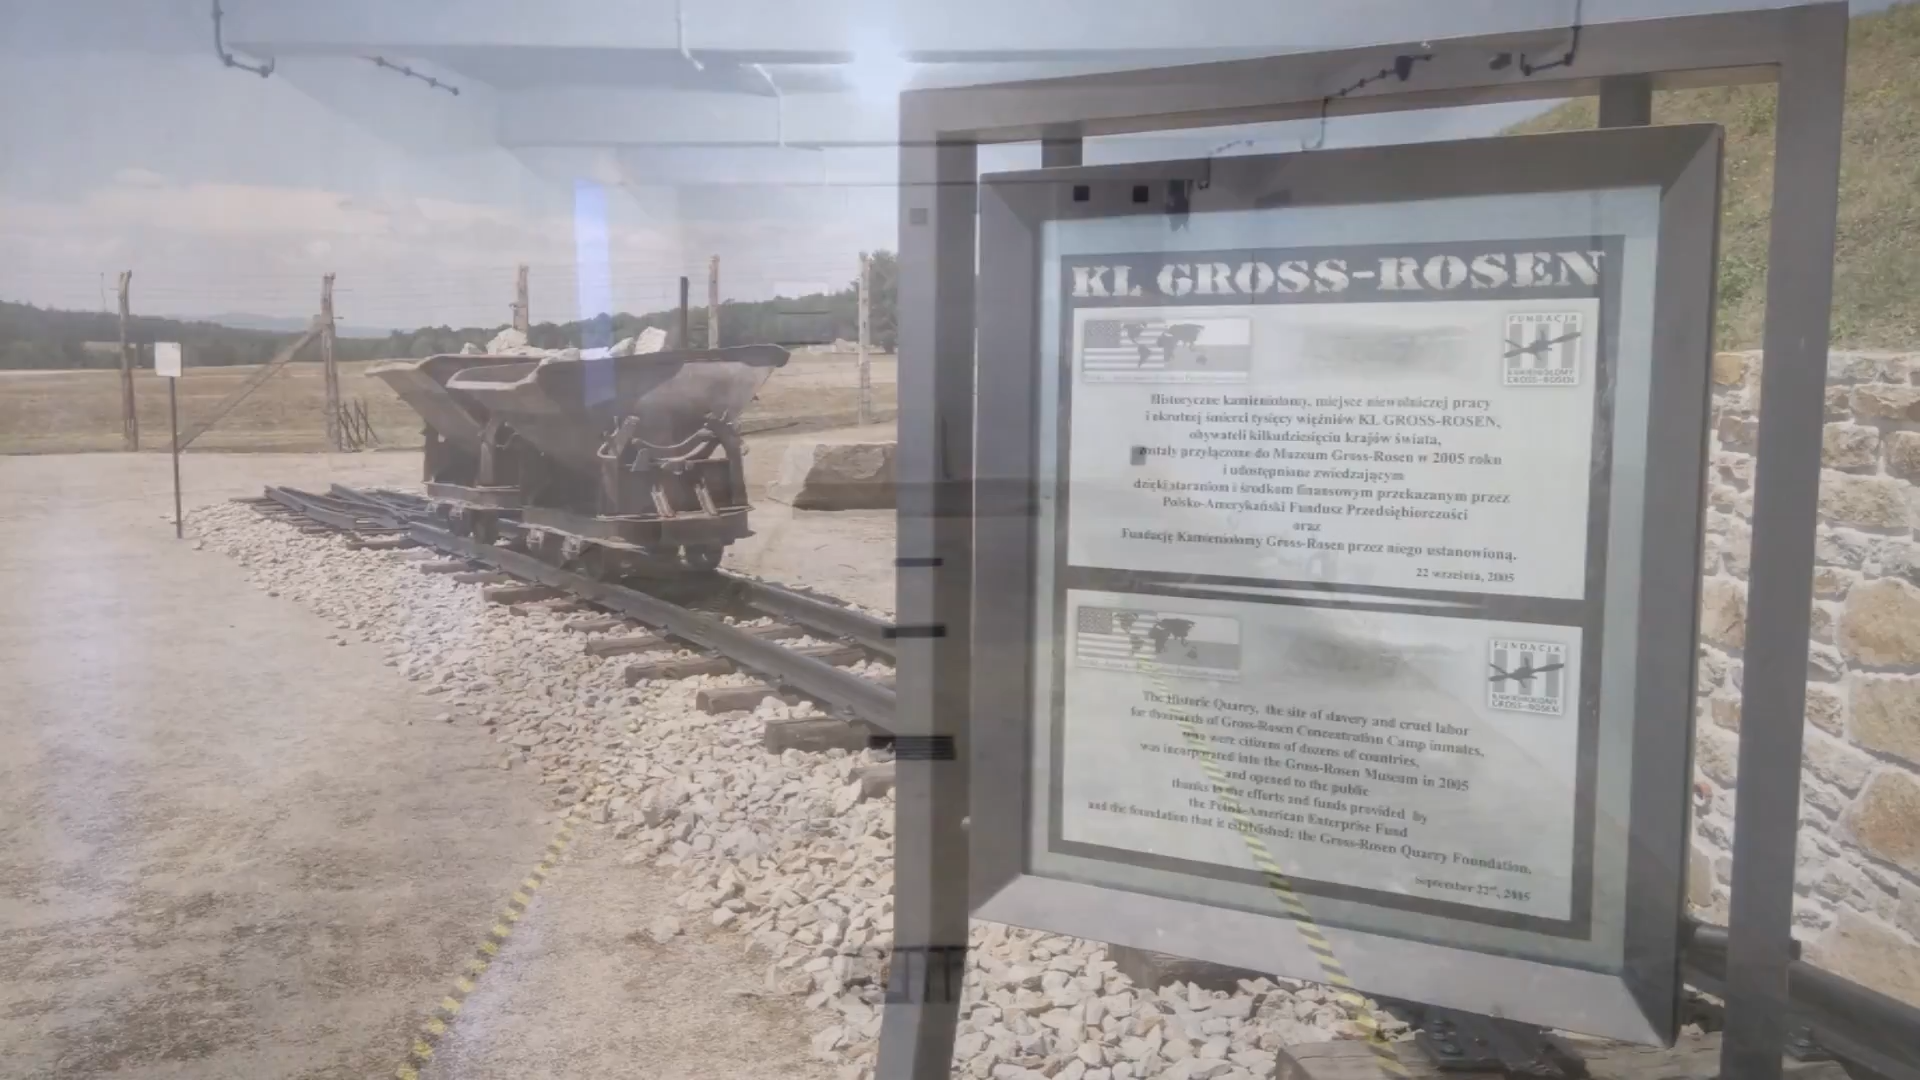 KL GROSS-ROSEN
FUNDACJA
KAMIENIOŁOMY
GROSS-ROSEN
Historyczne kamieniołomy, miejsce niewolniczej pracy
i okrutnej śmierci tysięcy więźniów KL GROSS-ROSEN,
obywateli kilkudziesięciu krajów świata,
zostały przyłączone do Muzeum Gross-Rosen w 2005 roku
i udostępnione zwiedzającym
dzięki staraniom i środkom finansowym przekazanym przez
Polsko-Amerykański Fundusz Przedsiębiorczości
oraz
Fundację Kamieniołomy Gross-Rosen przez niego ustanowioną.
22 września, 2005
FUNDACJA
KAMIENIOŁOMY
GROSS-ROSEN
The Historic Quarry, the site of slavery and cruel labor
for thousands of Gross-Rosen Concentration Camp inmates,
who were citizens of dozens of countries,
was incorporated into the Gross-Rosen Museum in 2005
and opened to the public
thanks to the efforts and funds provided by
the Polish-American Enterprise Fund
and the foundation that it established: the Gross-Rosen Quarry Foundation.
September 22nd, 2005